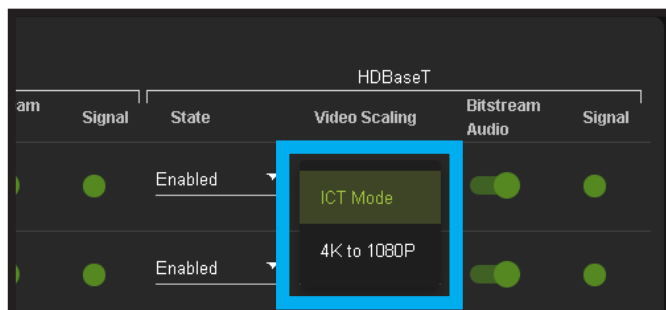 HDBaseT
am Signal State Video Scaling Bitstream Audio Signal
Enabled
ICT Mode
4K to 1080P
Enabled